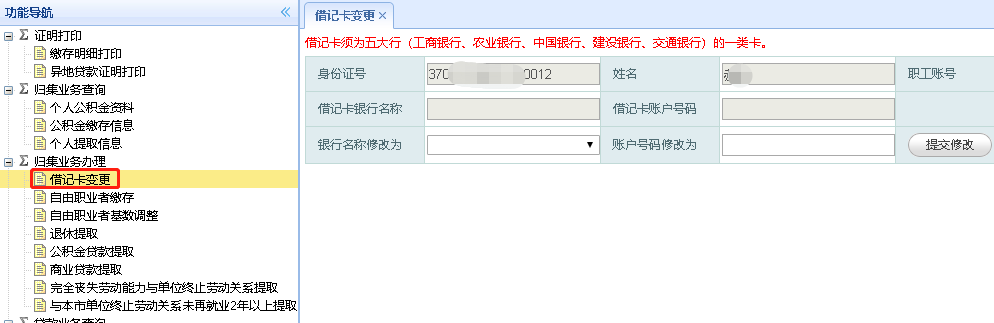 功能导航
证明打印
缴存明细打印
异地贷款证明打印
归集业务查询
个人公积金资料
公积金缴存信息
个人提取信息
归集业务办理
借记卡变更
自由职业者缴存
自由职业者基数调整
退休提取
公积金贷款提取
商业贷款提取
完全丧失劳动能力与单位终止劳动关系提取
与本市单位终止劳动关系未再就业2年以上提取
贷款业务查询
借记卡变更
借记卡须为五大行（工商银行、农业银行、中国银行、建设银行、交通银行）的一类卡。
身份证号 370 0012 姓名 职工账号
借记卡银行名称 借记卡账户号码
银行名称修改为 账户号码修改为 提交修改